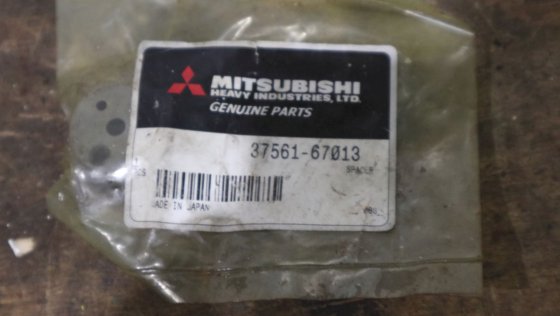 MITSUBISHI
HEAVY INDUSTRIES, LTD.
GENUINE PARTS
37561-67013
SPACER
MADE IN JAPAN